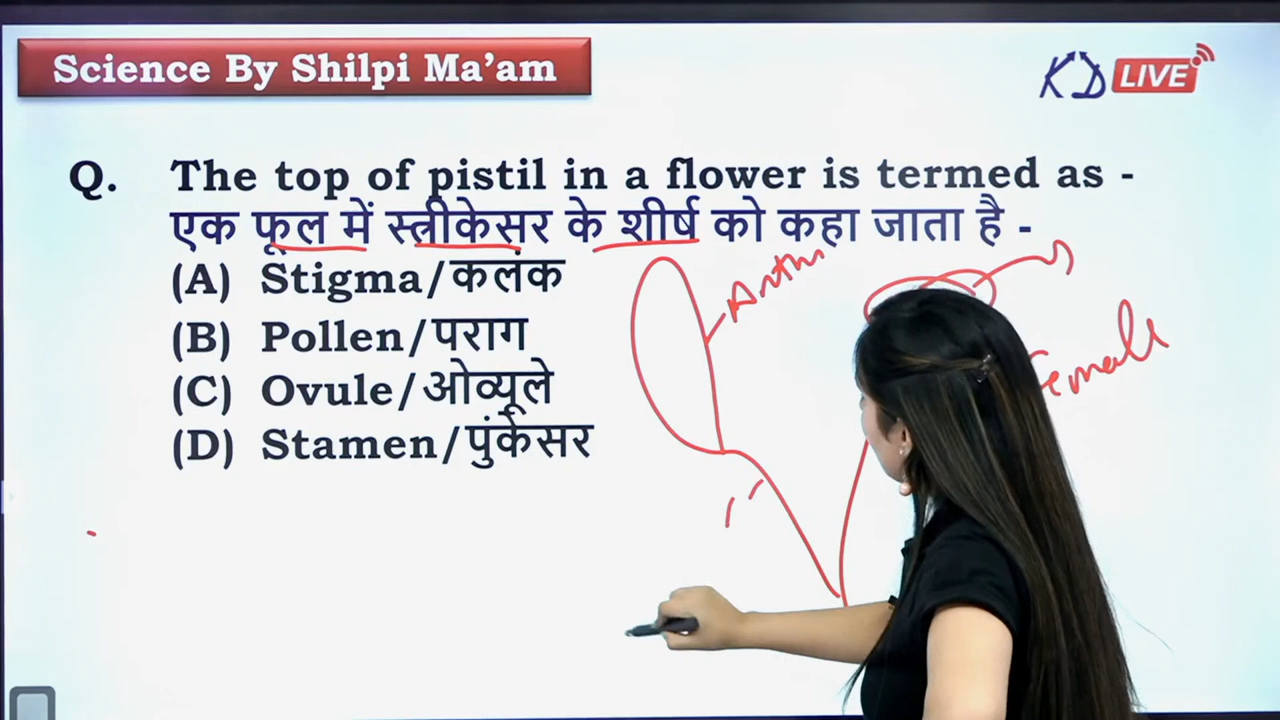 Science By Shilpi Ma'am
KD LIVE
Q. The top of pistil in a flower is termed as -
एक फूल में स्त्रीकेसर के शीर्ष को कहा जाता है -
(A) Stigma/कलंक
(B) Pollen/पराग
(C) Ovule/ओव्यूले
(D) Stamen/पुंकेसर
Female